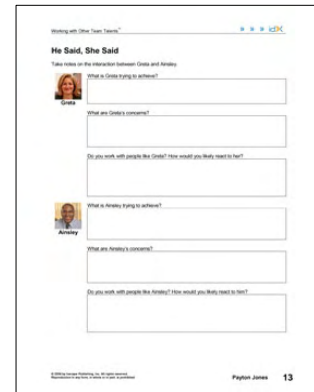 Working with Other Team Talents™
idX
He Said, She Said
Take notes on the interaction between Greta and Ainsley.
What is Greta trying to achieve?
Greta
What are Greta's concerns?
Do you work with people like Greta? How would you likely react to her?
What is Ainsley trying to achieve?
Ainsley
What are Ainsley's concerns?
Do you work with people like Ainsley? How would you likely react to him?
Payton Jones 13